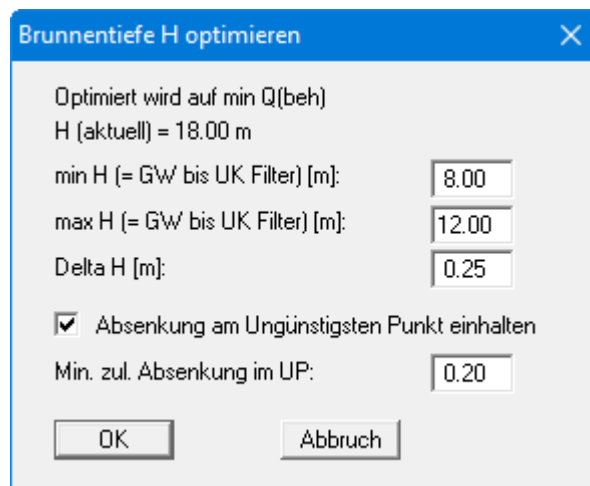 Brunnentiefe H optimieren
Optimiert wird auf min Q(beh)
H (aktuell) = 18.00 m
min H (= GW bis UK Filter) [m]: 8.00
max H (= GW bis UK Filter) [m]: 12.00
Delta H [m]: 0.25
Absenkung am Ungünstigsten Punkt einhalten
Min. zul. Absenkung im UP: 0.20
OK Abbruch